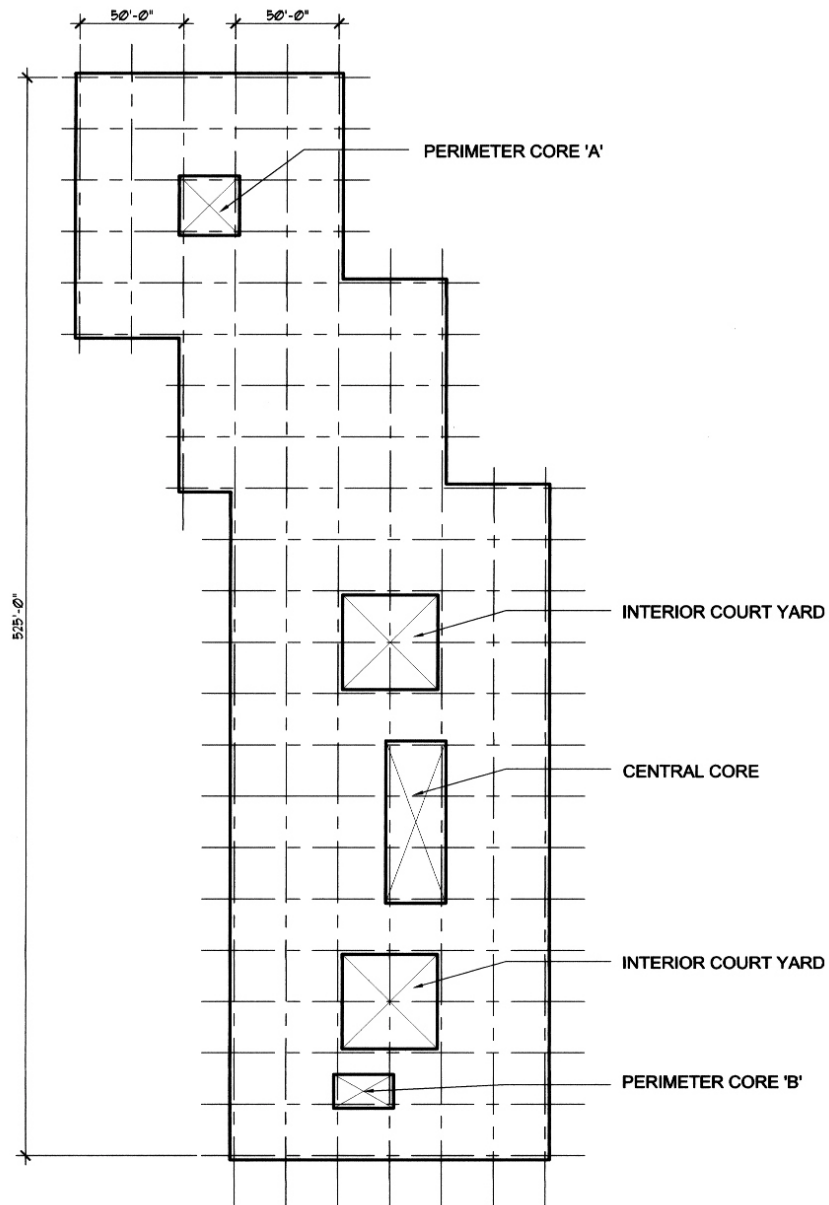 50'-0" 50'-0"
PERIMETER CORE 'A'
525'-0"
INTERIOR COURT YARD
CENTRAL CORE
INTERIOR COURT YARD
PERIMETER CORE 'B'